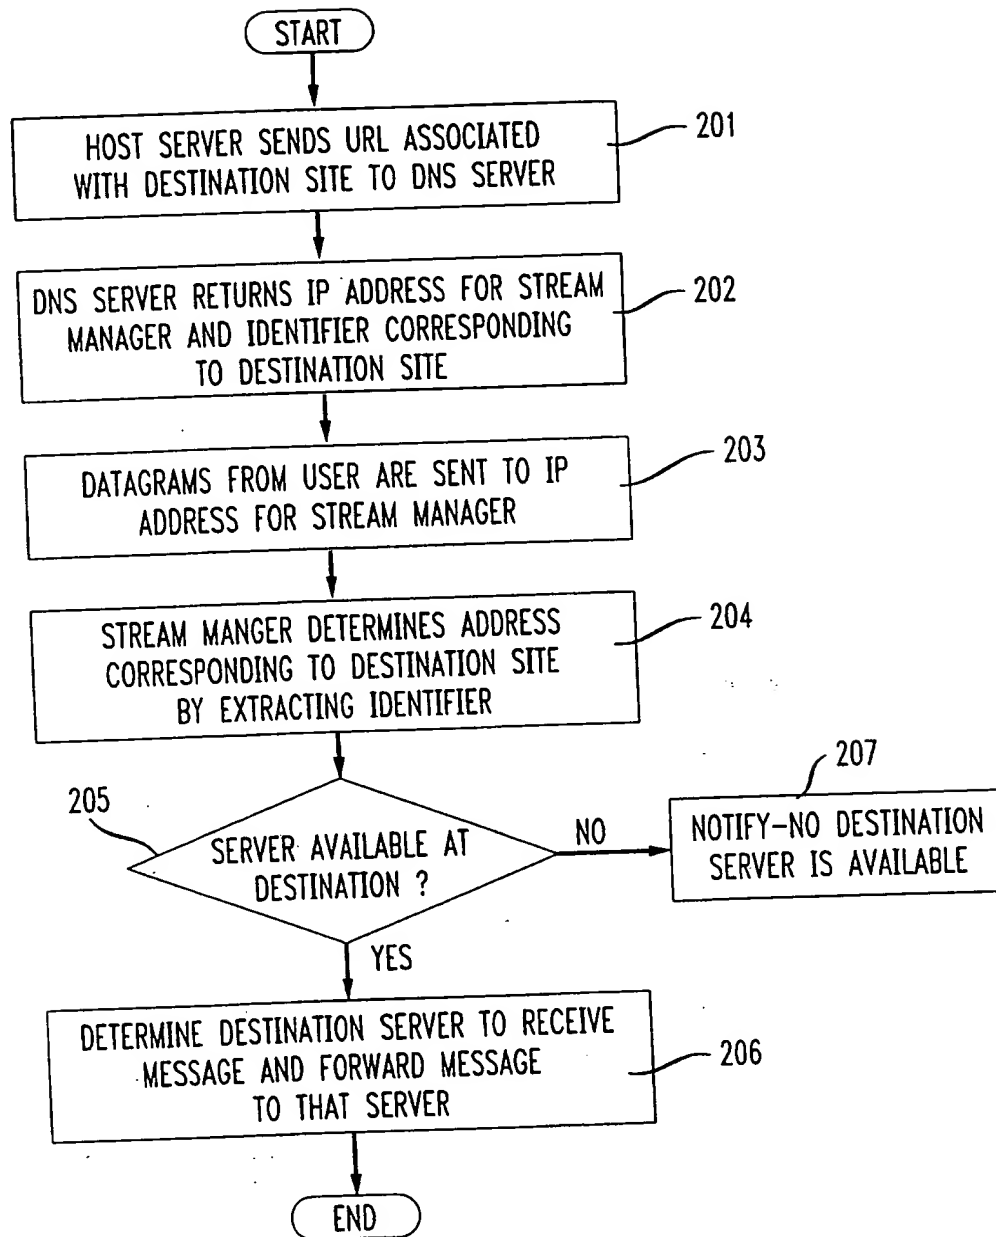 START
HOST SERVER SENDS URL ASSOCIATED
WITH DESTINATION SITE TO DNS SERVER
201
DNS SERVER RETURNS IP ADDRESS FOR STREAM
MANAGER AND IDENTIFIER CORRESPONDING
TO DESTINATION SITE
202
DATAGRAMS FROM USER ARE SENT TO IP
ADDRESS FOR STREAM MANAGER
203
STREAM MANGER DETERMINES ADDRESS
CORRESPONDING TO DESTINATION SITE
BY EXTRACTING IDENTIFIER
204
205
SERVER AVAILABLE AT
DESTINATION ?
NO
207
NOTIFY-NO DESTINATION
SERVER IS AVAILABLE
YES
DETERMINE DESTINATION SERVER TO RECEIVE
MESSAGE AND FORWARD MESSAGE
TO THAT SERVER
206
END